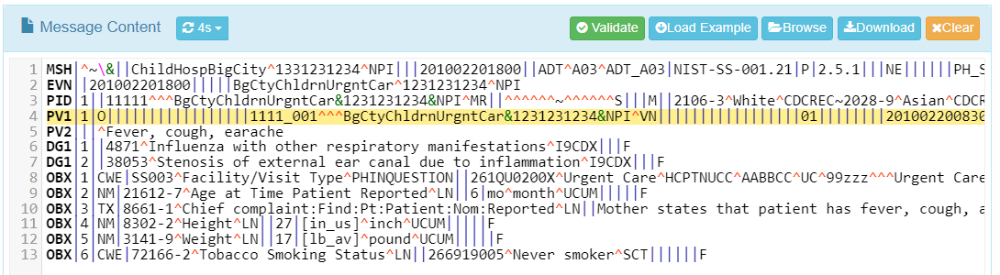 Message Content
4s
Validate
Load Example
Browse
Download
Clear
1 MSH|^~\&||ChildHospBigCity^1331231234^NPI|||201002201800||ADT^A03^ADT_A03|NIST-SS-001.21|P|2.5.1|||NE||||||PH_S
2 EVN||201002201800|||||BgCtyChldrnUrgntCar^1231231234^NPI
3 PID|1||11111^^^BgCtyChldrnUrgntCar&1231231234&NPI^MR||^^^^^^~^^^^^^S|||M||2106-3^White^CDCREC~2028-9^Asian^CDCR
4 PV1|1|O|||||||||||||||||1111_001^^^BgCtyChldrnUrgntCar&1231231234&NPI^VN|||||||||||||||||01||||||||201002200830
5 PV2|||^Fever, cough, earache
6 DG1|1||4871^Influenza with other respiratory manifestations^I9CDX|||F
7 DG1|2||38053^Stenosis of external ear canal due to inflammation^I9CDX|||F
8 OBX|1|CWE|SS003^Facility/Visit Type^PHINQUESTION||261QU0200X^Urgent Care^HCPTNUCC^AABBCC^UC^99zzz^^^Urgent Care
9 OBX|2|NM|21612-7^Age at Time Patient Reported^LN||6|mo^month^UCUM|||||F
10 OBX|3|TX|8661-1^Chief complaint:Find:Pt:Patient:Nom:Reported^LN||Mother states that patient has fever, cough, a
11 OBX|4|NM|8302-2^Height^LN||27|[in_us]^inch^UCUM|||||F
12 OBX|5|NM|3141-9^Weight^LN||17|[lb_av]^pound^UCUM|||||F
13 OBX|6|CWE|72166-2^Tobacco Smoking Status^LN||266919005^Never smoker^SCT||||||F